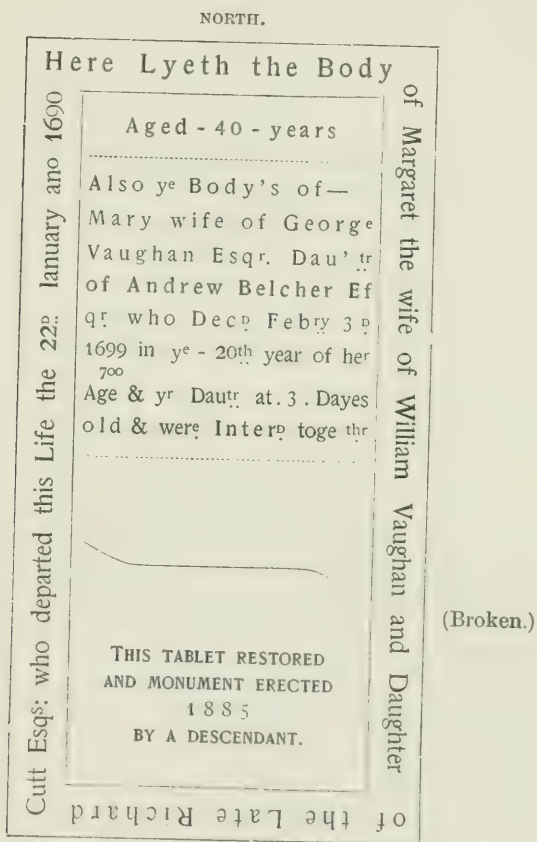 NORTH.
Here Lyeth the Body
of Margaret the wife of William Vaughan and Daughter
of the Late Richard
Cutt Esqs: who departed this Life the 22D. Ianuary ano 1690
Aged - 40 - years
Also ye Body's of—
Mary wife of George
Vaughan Esqr. Dau'tr
of Andrew Belcher Es
qr who DecD Febry 3 D
1699 in ye - 20th year of her
700
Age & yr Dautr at . 3 . Dayes
old & were InterD toge thr
(Broken.)
THIS TABLET RESTORED
AND MONUMENT ERECTED
1885
BY A DESCENDANT.